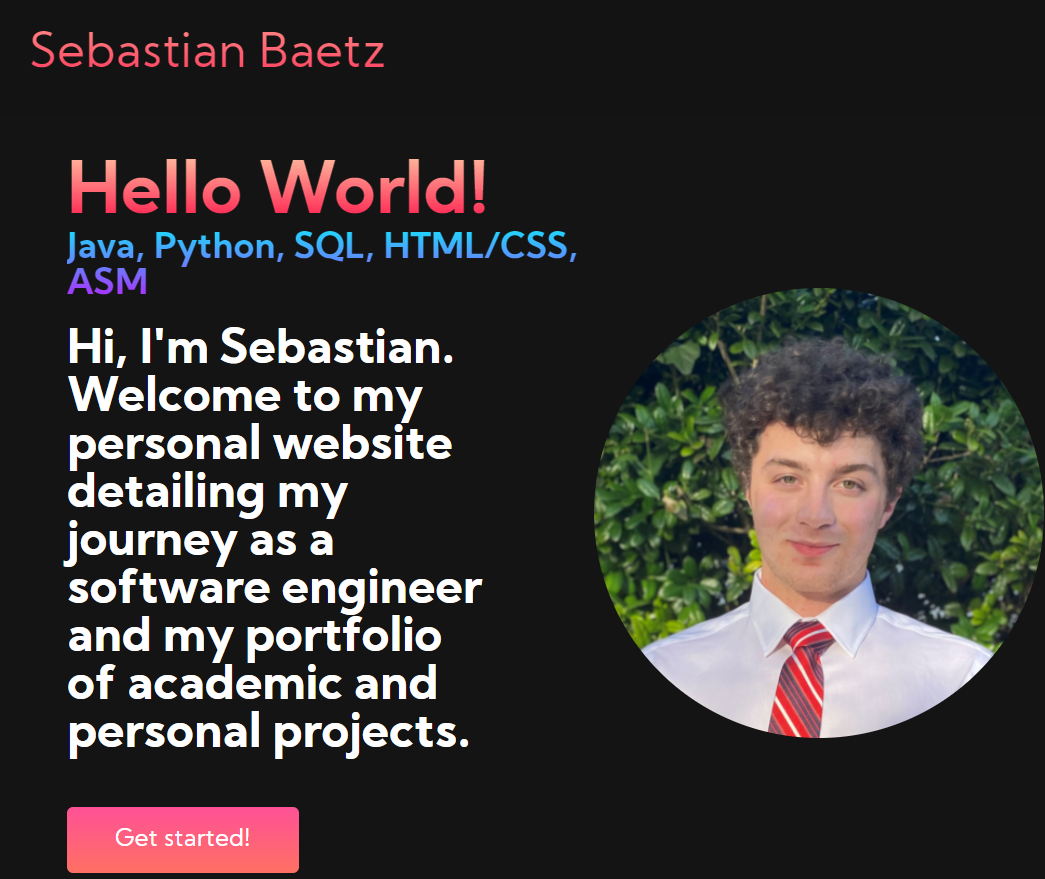 Sebastian Baetz
Hello World!
Java, Python, SQL, HTML/CSS,
ASM
Hi, I'm Sebastian.
Welcome to my
personal website
detailing my
journey as a
software engineer
and my portfolio
of academic and
personal projects.
Get started!